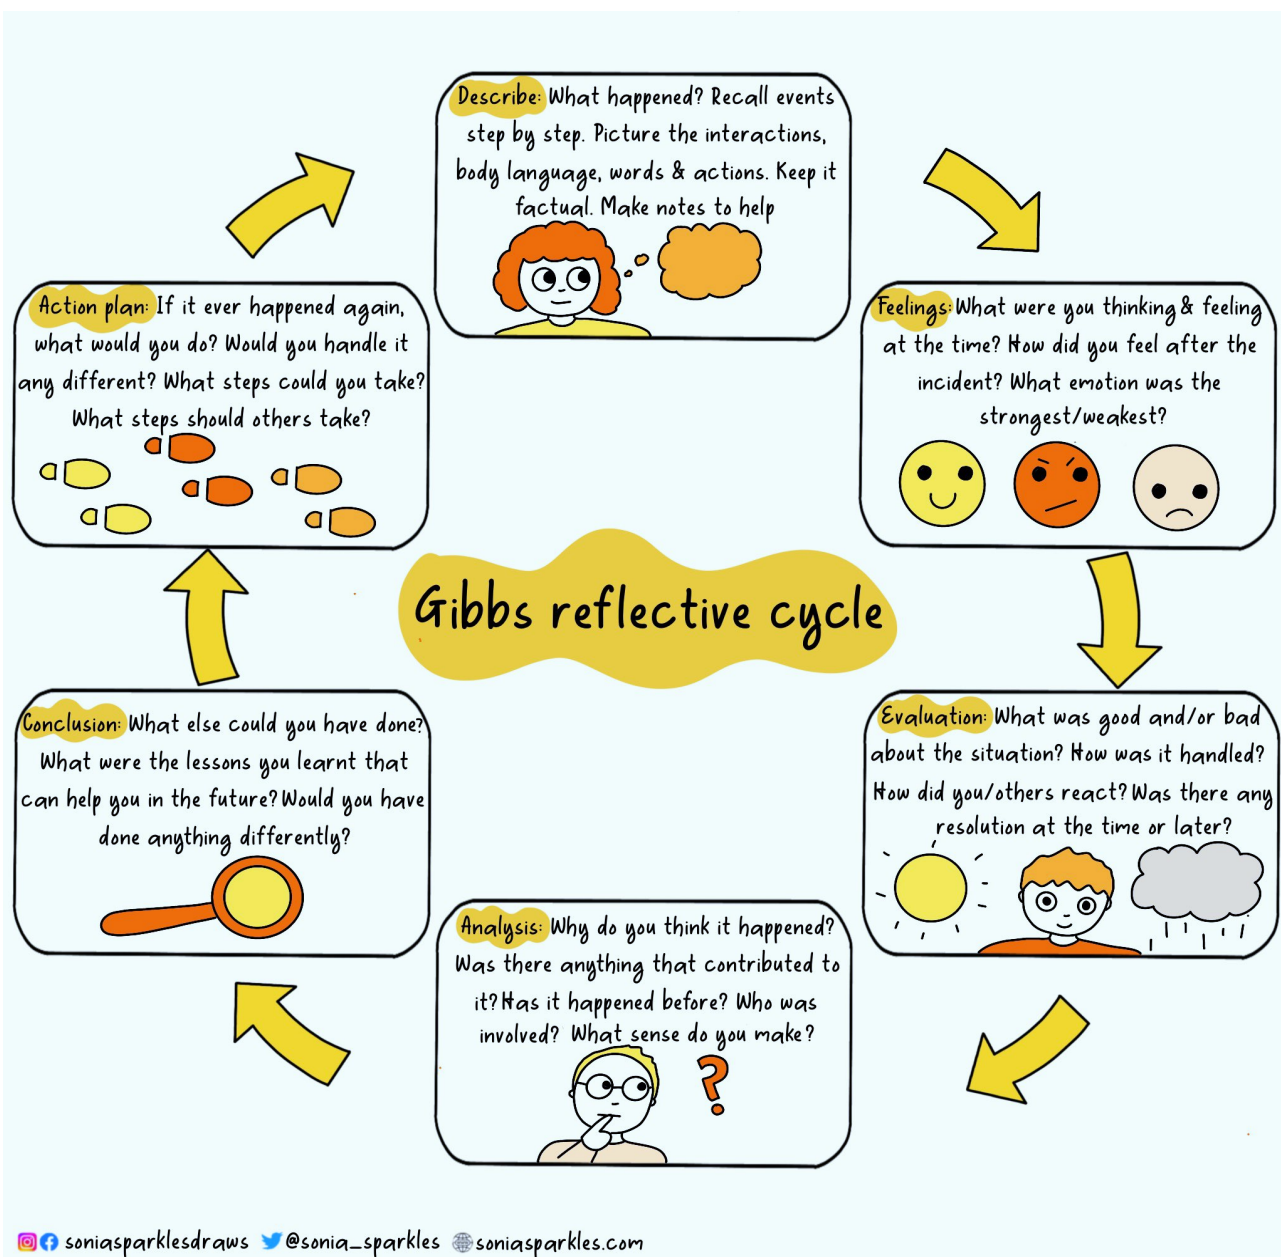 Describe: What happened? Recall events
step by step. Picture the interactions,
body language, words & actions. Keep it
factual. Make notes to help
Feelings: What were you thinking & feeling
at the time? How did you feel after the
incident? What emotion was the
strongest/weakest?
Evaluation: What was good and/or bad
about the situation? How was it handled?
How did you/others react? Was there any
resolution at the time or later?
Analysis: Why do you think it happened?
Was there anything that contributed to
it? Has it happened before? Who was
involved? What sense do you make?
?
Conclusion: What else could you have done?
What were the lessons you learnt that
can help you in the future? Would you have
done anything differently?
Action plan: If it ever happened again,
what would you do? Would you handle it
any different? What steps could you take?
What steps should others take?
Gibbs reflective cycle
soniasparklesdraws @sonia_sparkles soniasparkles.com